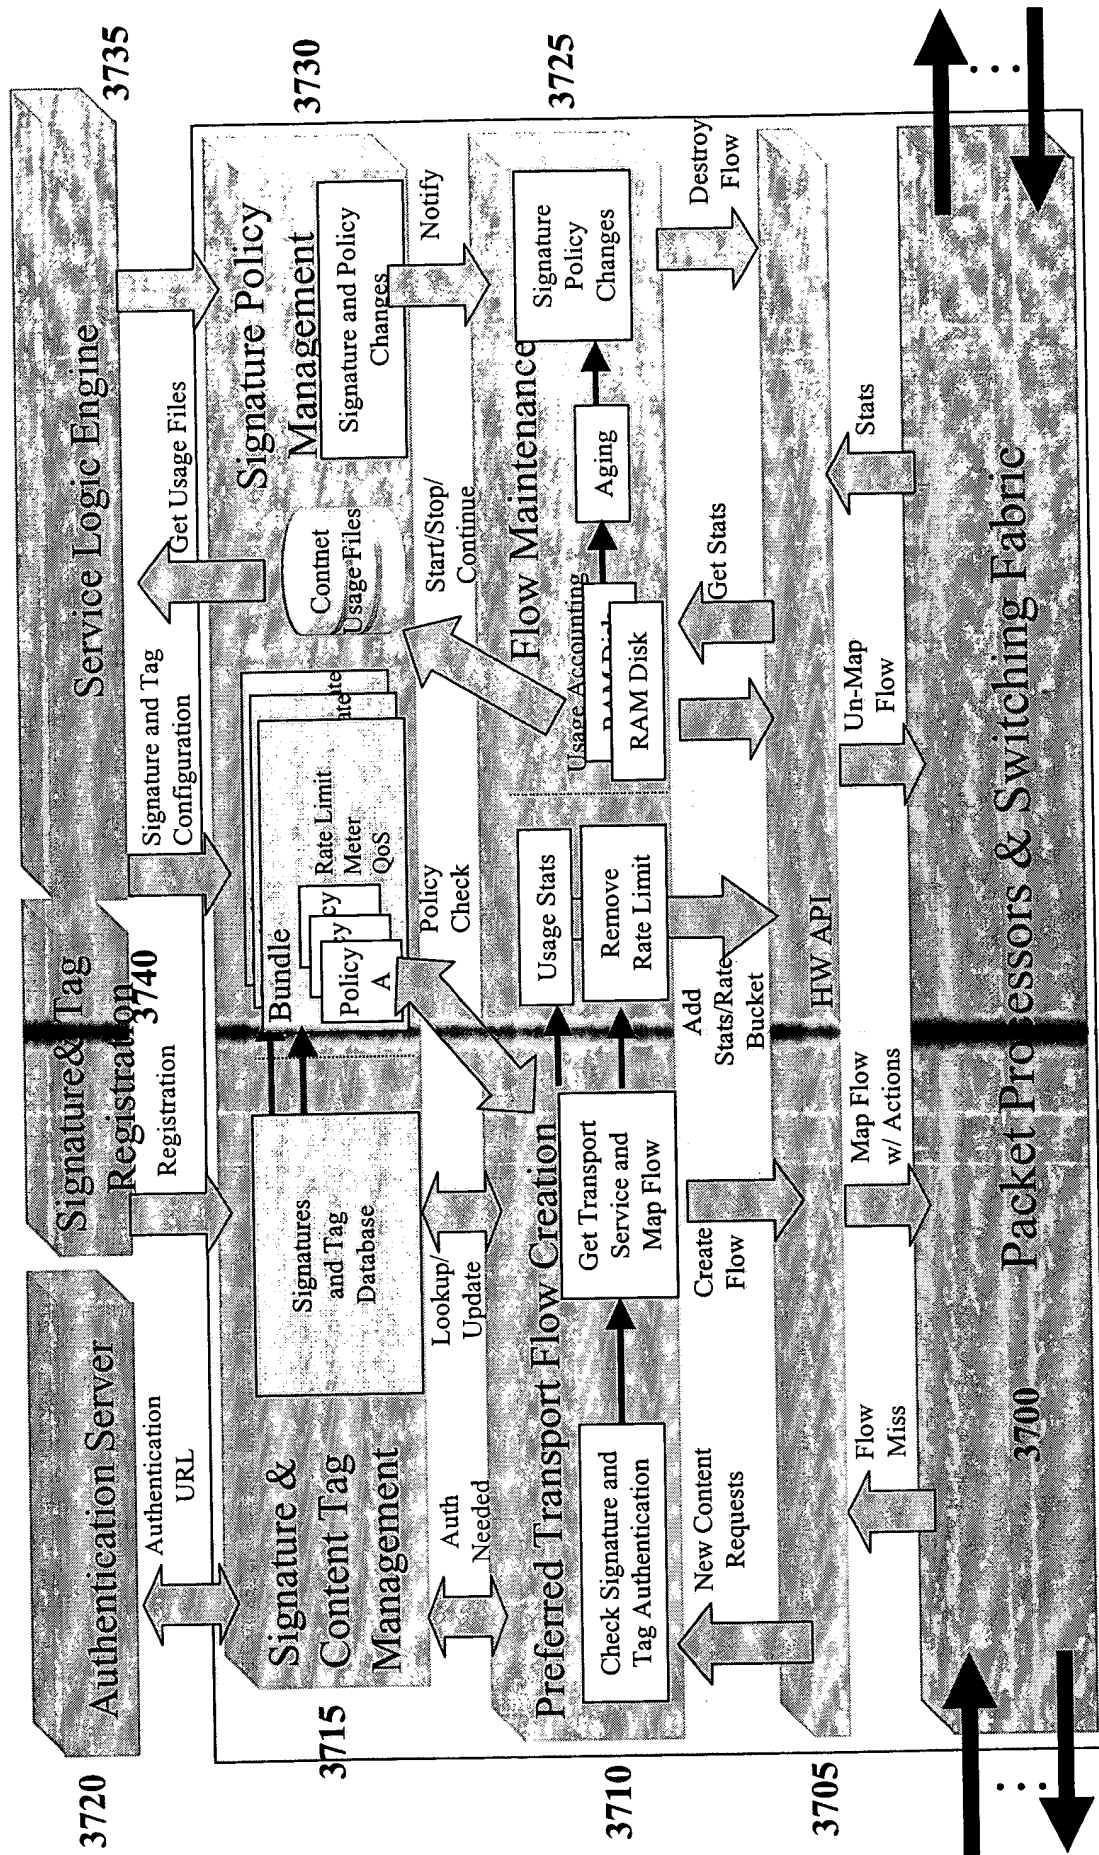 3720
Authentication Server
Signature& Tag
Registration
3740
Service Logic Engine
3735
Authentication
URL
Registration
Signature and Tag
Configuration
Get Usage Files
3715
Signature &
Content Tag
Management
Signatures
and Tag
Database
Bundle
Policy
A
Rate Limit
Meter
QoS
Contnet
Usage Files
Signature Policy
Management
Signature and Policy
Changes
3730
Auth
Needed
Lookup/
Update
Policy
Check
Start/Stop/
Continue
Notify
3710
Preferred Transport Flow Creation
Check Signature and
Tag Authentication
Get Transport
Service and
Map Flow
Usage Stats
Remove
Rate Limit
Flow Maintenance
Usage Accounting
RAM Disk
RAM Disk
Aging
Signature
Policy
Changes
3725
New Content
Requests
Create
Flow
Add
Stats/Rate
Bucket
Get Stats
Destroy
Flow
3705
HW API
Flow
Miss
Map Flow
w/ Actions
Un-Map
Flow
Stats
3700
Packet Processors & Switching Fabric